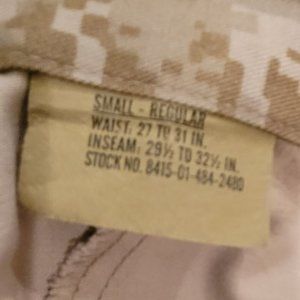 SMALL - REGULAR
WAIST: 27 TO 31 IN.
INSEAM: 29½ TO 32½ IN.
STOCK NO. 8415-01-484-2480